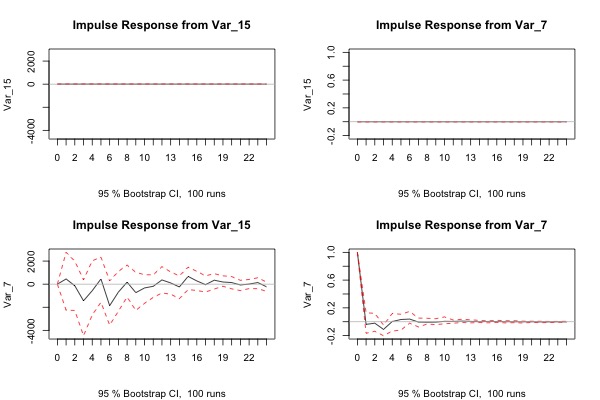 Impulse Response from Var_15
Var_15
2000
0
-4000
0 2 4 6 8 10 13 16 19 22
95 % Bootstrap CI, 100 runs
Impulse Response from Var_7
Var_15
1.0
0.6
0.2
-0.2
0 2 4 6 8 10 13 16 19 22
95 % Bootstrap CI, 100 runs
Impulse Response from Var_15
Var_7
2000
0
-4000
0 2 4 6 8 10 13 16 19 22
95 % Bootstrap CI, 100 runs
Impulse Response from Var_7
Var_7
1.0
0.6
0.2
-0.2
0 2 4 6 8 10 13 16 19 22
95 % Bootstrap CI, 100 runs